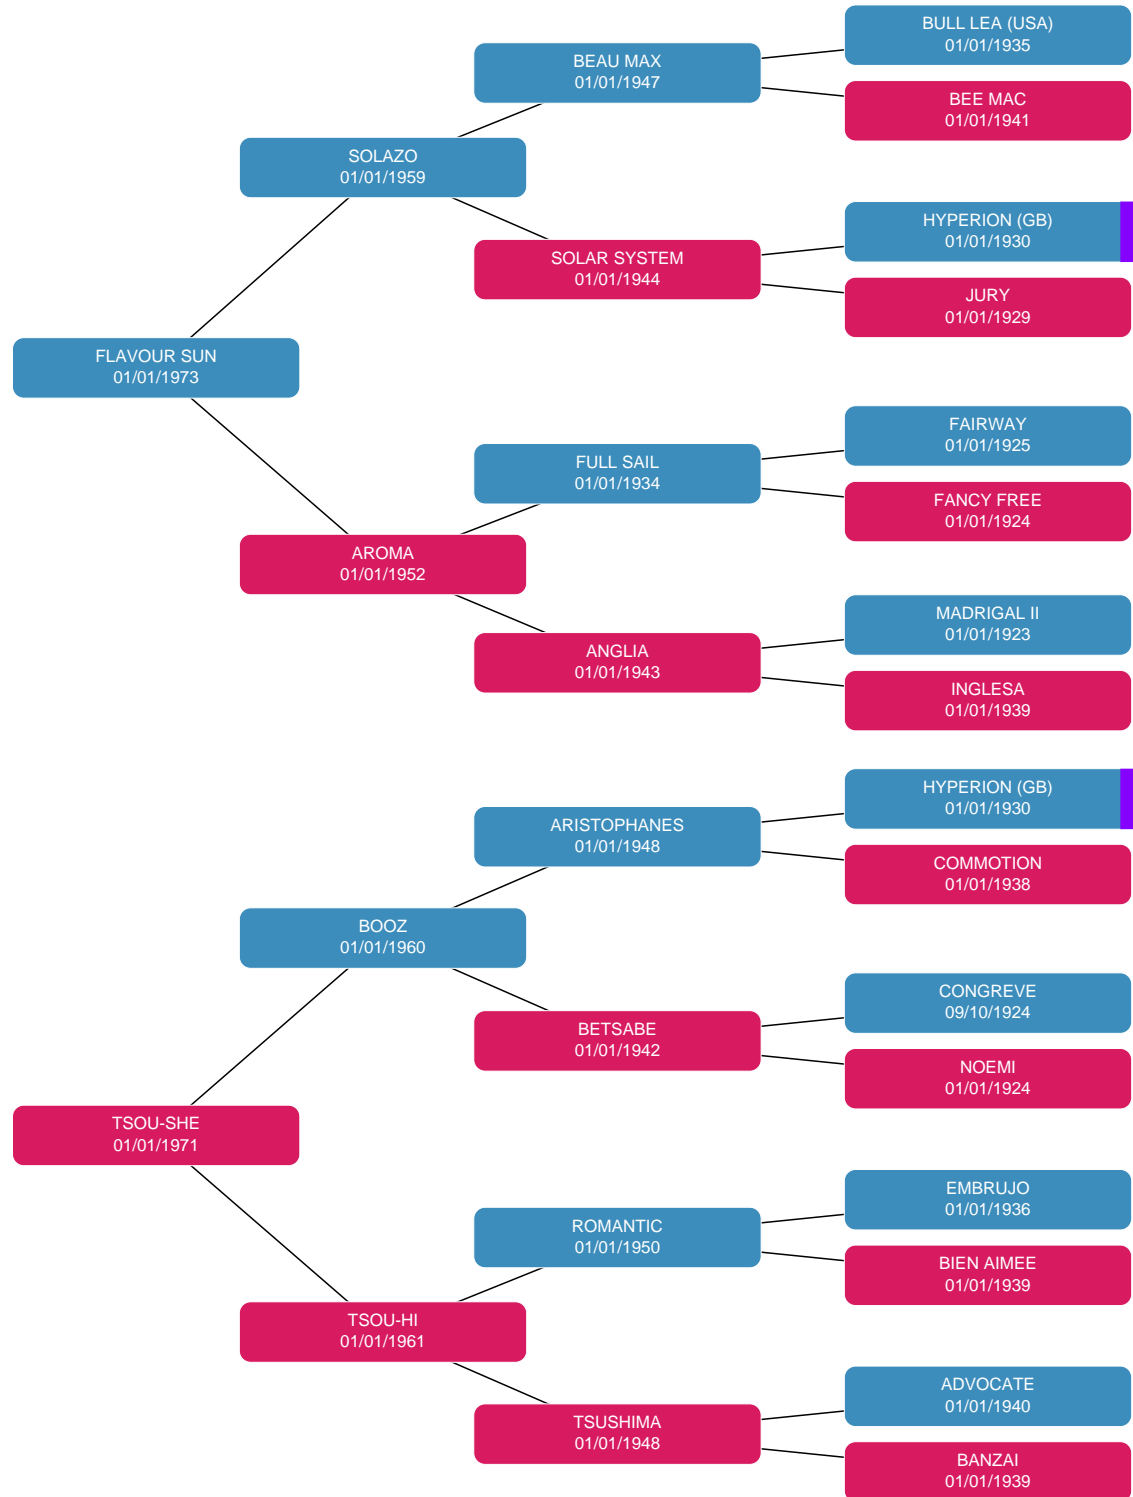 BULL LEA (USA)
01/01/1935
BEAU MAX
01/01/1947
BEE MAC
01/01/1941
SOLAZO
01/01/1959
HYPERION (GB)
01/01/1930
SOLAR SYSTEM
01/01/1944
JURY
01/01/1929
FLAVOUR SUN
01/01/1973
FAIRWAY
01/01/1925
FULL SAIL
01/01/1934
FANCY FREE
01/01/1924
AROMA
01/01/1952
MADRIGAL II
01/01/1923
ANGLIA
01/01/1943
INGLESA
01/01/1939
HYPERION (GB)
01/01/1930
ARISTOPHANES
01/01/1948
COMMOTION
01/01/1938
BOOZ
01/01/1960
CONGREVE
09/10/1924
BETSABE
01/01/1942
NOEMI
01/01/1924
TSOU-SHE
01/01/1971
EMBRUJO
01/01/1936
ROMANTIC
01/01/1950
BIEN AIMEE
01/01/1939
TSOU-HI
01/01/1961
ADVOCATE
01/01/1940
TSUSHIMA
01/01/1948
BANZAI
01/01/1939